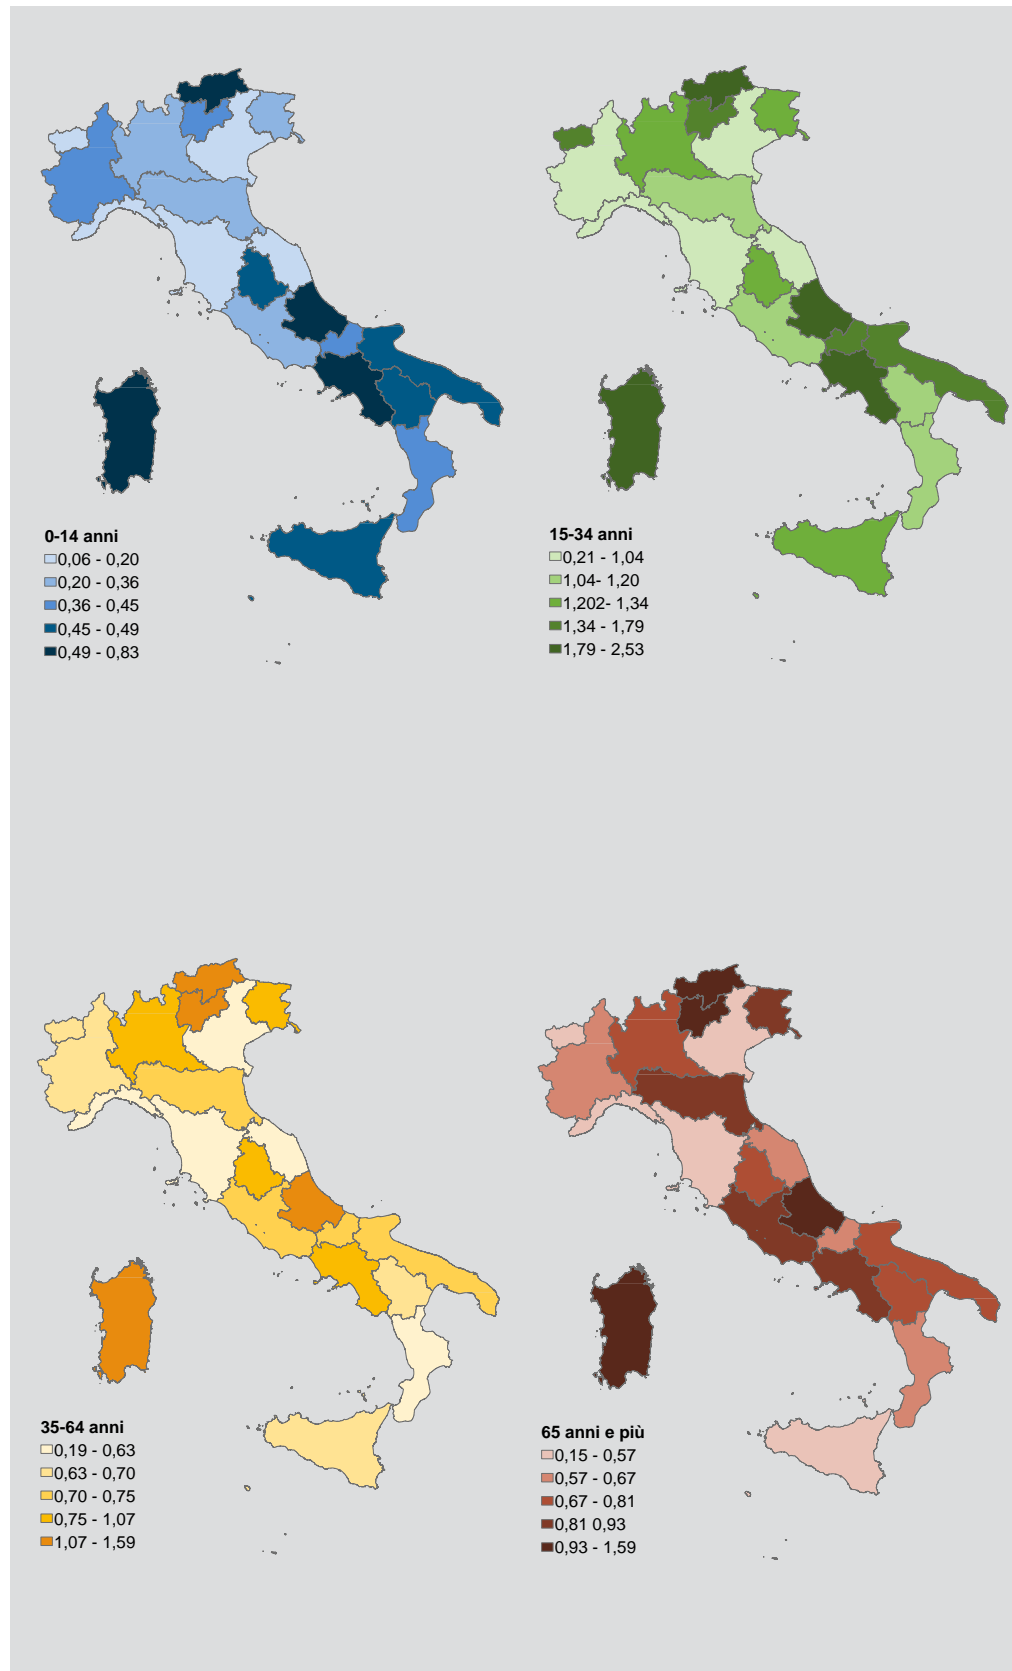 0-14 anni
0,06 - 0,20
0,20 - 0,36
0,36 - 0,45
0,45 - 0,49
0,49 - 0,83
15-34 anni
0,21 - 1,04
1,04- 1,20
1,202- 1,34
1,34 - 1,79
1,79 - 2,53
35-64 anni
0,19 - 0,63
0,63 - 0,70
0,70 - 0,75
0,75 - 1,07
1,07 - 1,59
65 anni e più
0,15 - 0,57
0,57 - 0,67
0,67 - 0,81
0,81 0,93
0,93 - 1,59